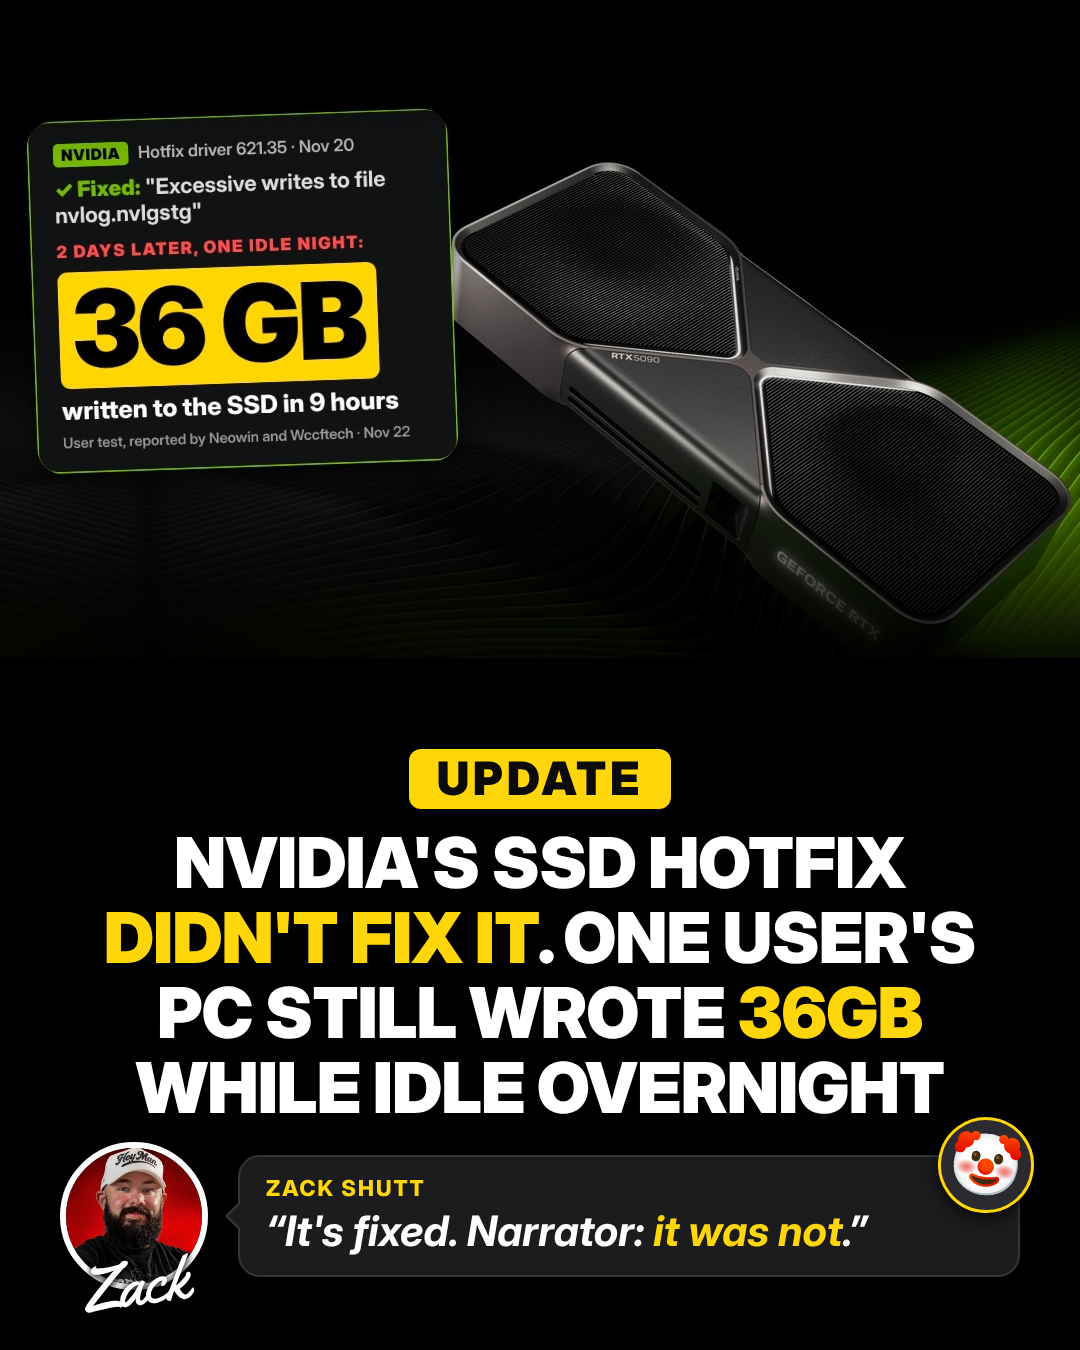 NVIDIA Hotfix driver 621.35 · Nov 20
✓ Fixed: "Excessive writes to file
nvlog.nvlgstg"
2 DAYS LATER, ONE IDLE NIGHT:
36 GB
written to the SSD in 9 hours
User test, reported by Neowin and Wccftech · Nov 22
RTX5090
GEFORCE RTX
UPDATE
NVIDIA'S SSD HOTFIX
DIDN'T FIX IT. ONE USER'S
PC STILL WROTE 36GB
WHILE IDLE OVERNIGHT
Hey Man
Zack
ZACK SHUTT
“It's fixed. Narrator: it was not.”